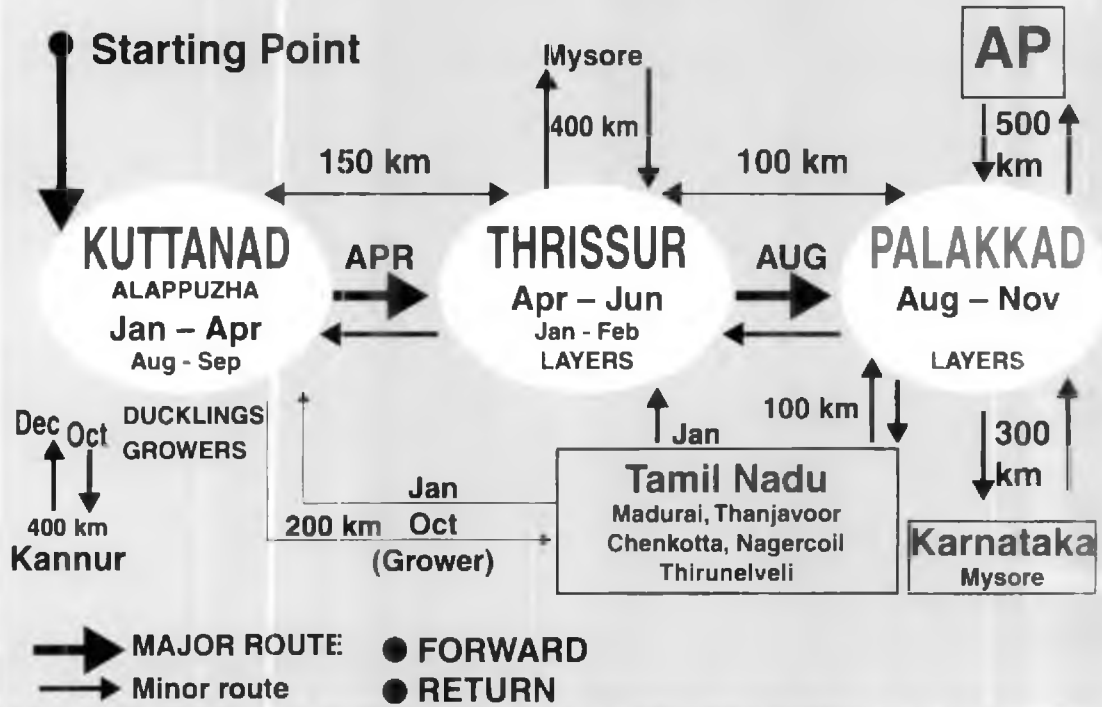 Starting Point
Mysore
400 km
AP
500
km
150 km
100 km
KUTTANAD
ALAPPUZHA
Jan – Apr
Aug - Sep
APR
THRISSUR
Apr – Jun
Jan - Feb
LAYERS
AUG
PALAKKAD
Aug – Nov
LAYERS
Dec
Oct
400 km
Kannur
DUCKLINGS
GROWERS
Jan
200 km
Oct
(Grower)
Jan
100 km
Tamil Nadu
Madurai, Thanjavoor
Chenkotta, Nagercoil
Thirunelveli
300
km
Karnataka
Mysore
MAJOR ROUTE
Minor route
FORWARD
RETURN